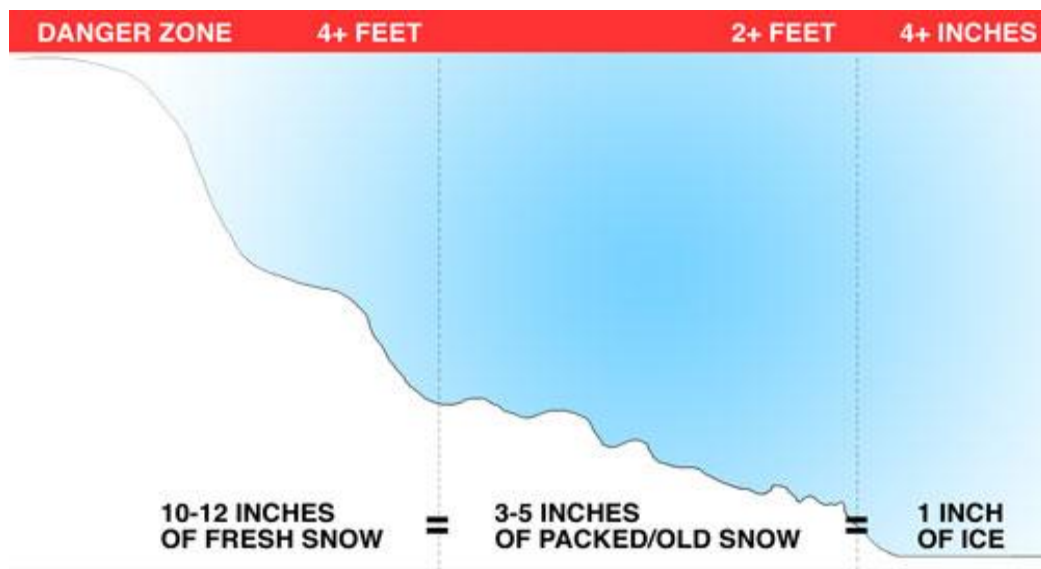 DANGER ZONE 4+ FEET 2+ FEET 4+ INCHES
10-12 INCHES
OF FRESH SNOW
=
3-5 INCHES
OF PACKED/OLD SNOW
=
1 INCH
OF ICE